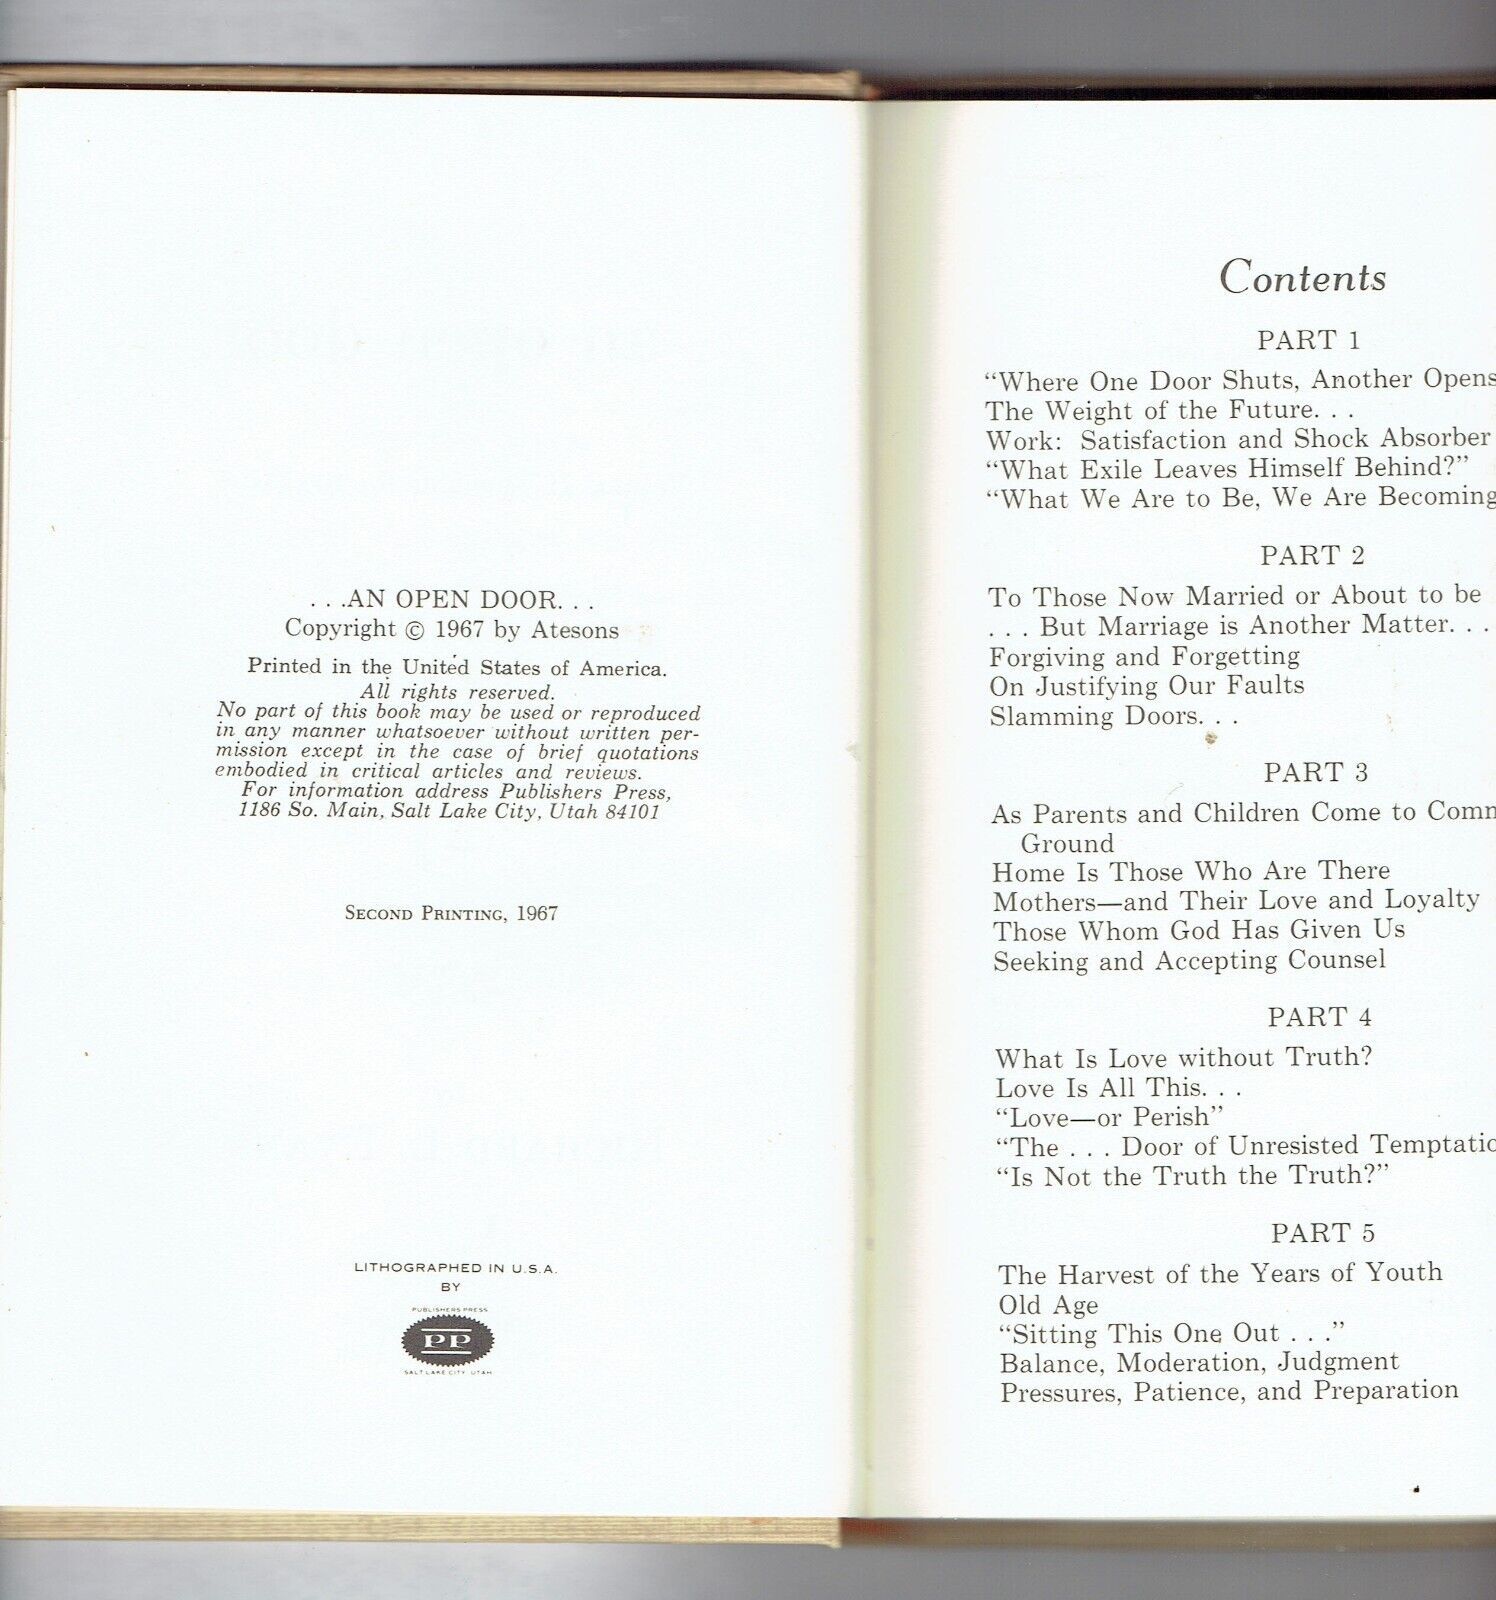 . . .AN OPEN DOOR. . .
Copyright © 1967 by Atesons
Printed in the United States of America.
All rights reserved.
No part of this book may be used or reproduced
in any manner whatsoever without written per-
mission except in the case of brief quotations
embodied in critical articles and reviews.
For information address Publishers Press,
1186 So. Main, Salt Lake City, Utah 84101
SECOND PRINTING, 1967
LITHOGRAPHED IN U.S.A.
BY
PUBLISHERS PRESS
PP
SALT LAKE CITY, UTAH
Contents
PART 1
“Where One Door Shuts, Another Opens
The Weight of the Future. . .
Work: Satisfaction and Shock Absorber
“What Exile Leaves Himself Behind?”
“What We Are to Be, We Are Becoming
PART 2
To Those Now Married or About to be
. . . But Marriage is Another Matter. . .
Forgiving and Forgetting
On Justifying Our Faults
Slamming Doors. . .
PART 3
As Parents and Children Come to
Ground
Home Is Those Who Are There
Mothers—and Their Love and Loyalty
Those Whom God Has Given Us
Seeking and Accepting Counsel
PART 4
What Is Love without Truth?
Love Is All This. . .
“Love—or Perish”
“The . . . Door of Unresisted
“Is Not the Truth the Truth?”
PART 5
The Harvest of the Years of Youth
Old Age
“Sitting This One Out . . .”
Balance, Moderation, Judgment
Pressures, Patience, and Preparation